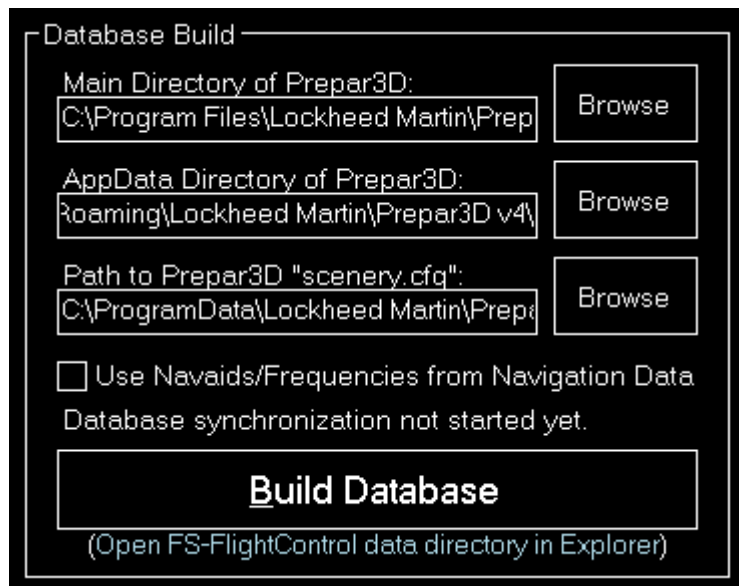 Database Build
Main Directory of Prepar3D:
C:\Program Files\Lockheed Martin\Prep
Browse
AppData Directory of Prepar3D:
Roaming\Lockheed Martin\Prepar3D v4\
Browse
Path to Prepar3D "scenery.cfg":
C:\ProgramData\Lockheed Martin\Prepa
Browse
Use Navaids/Frequencies from Navigation Data
Database synchronization not started yet.
Build Database
(Open FS-FlightControl data directory in Explorer)